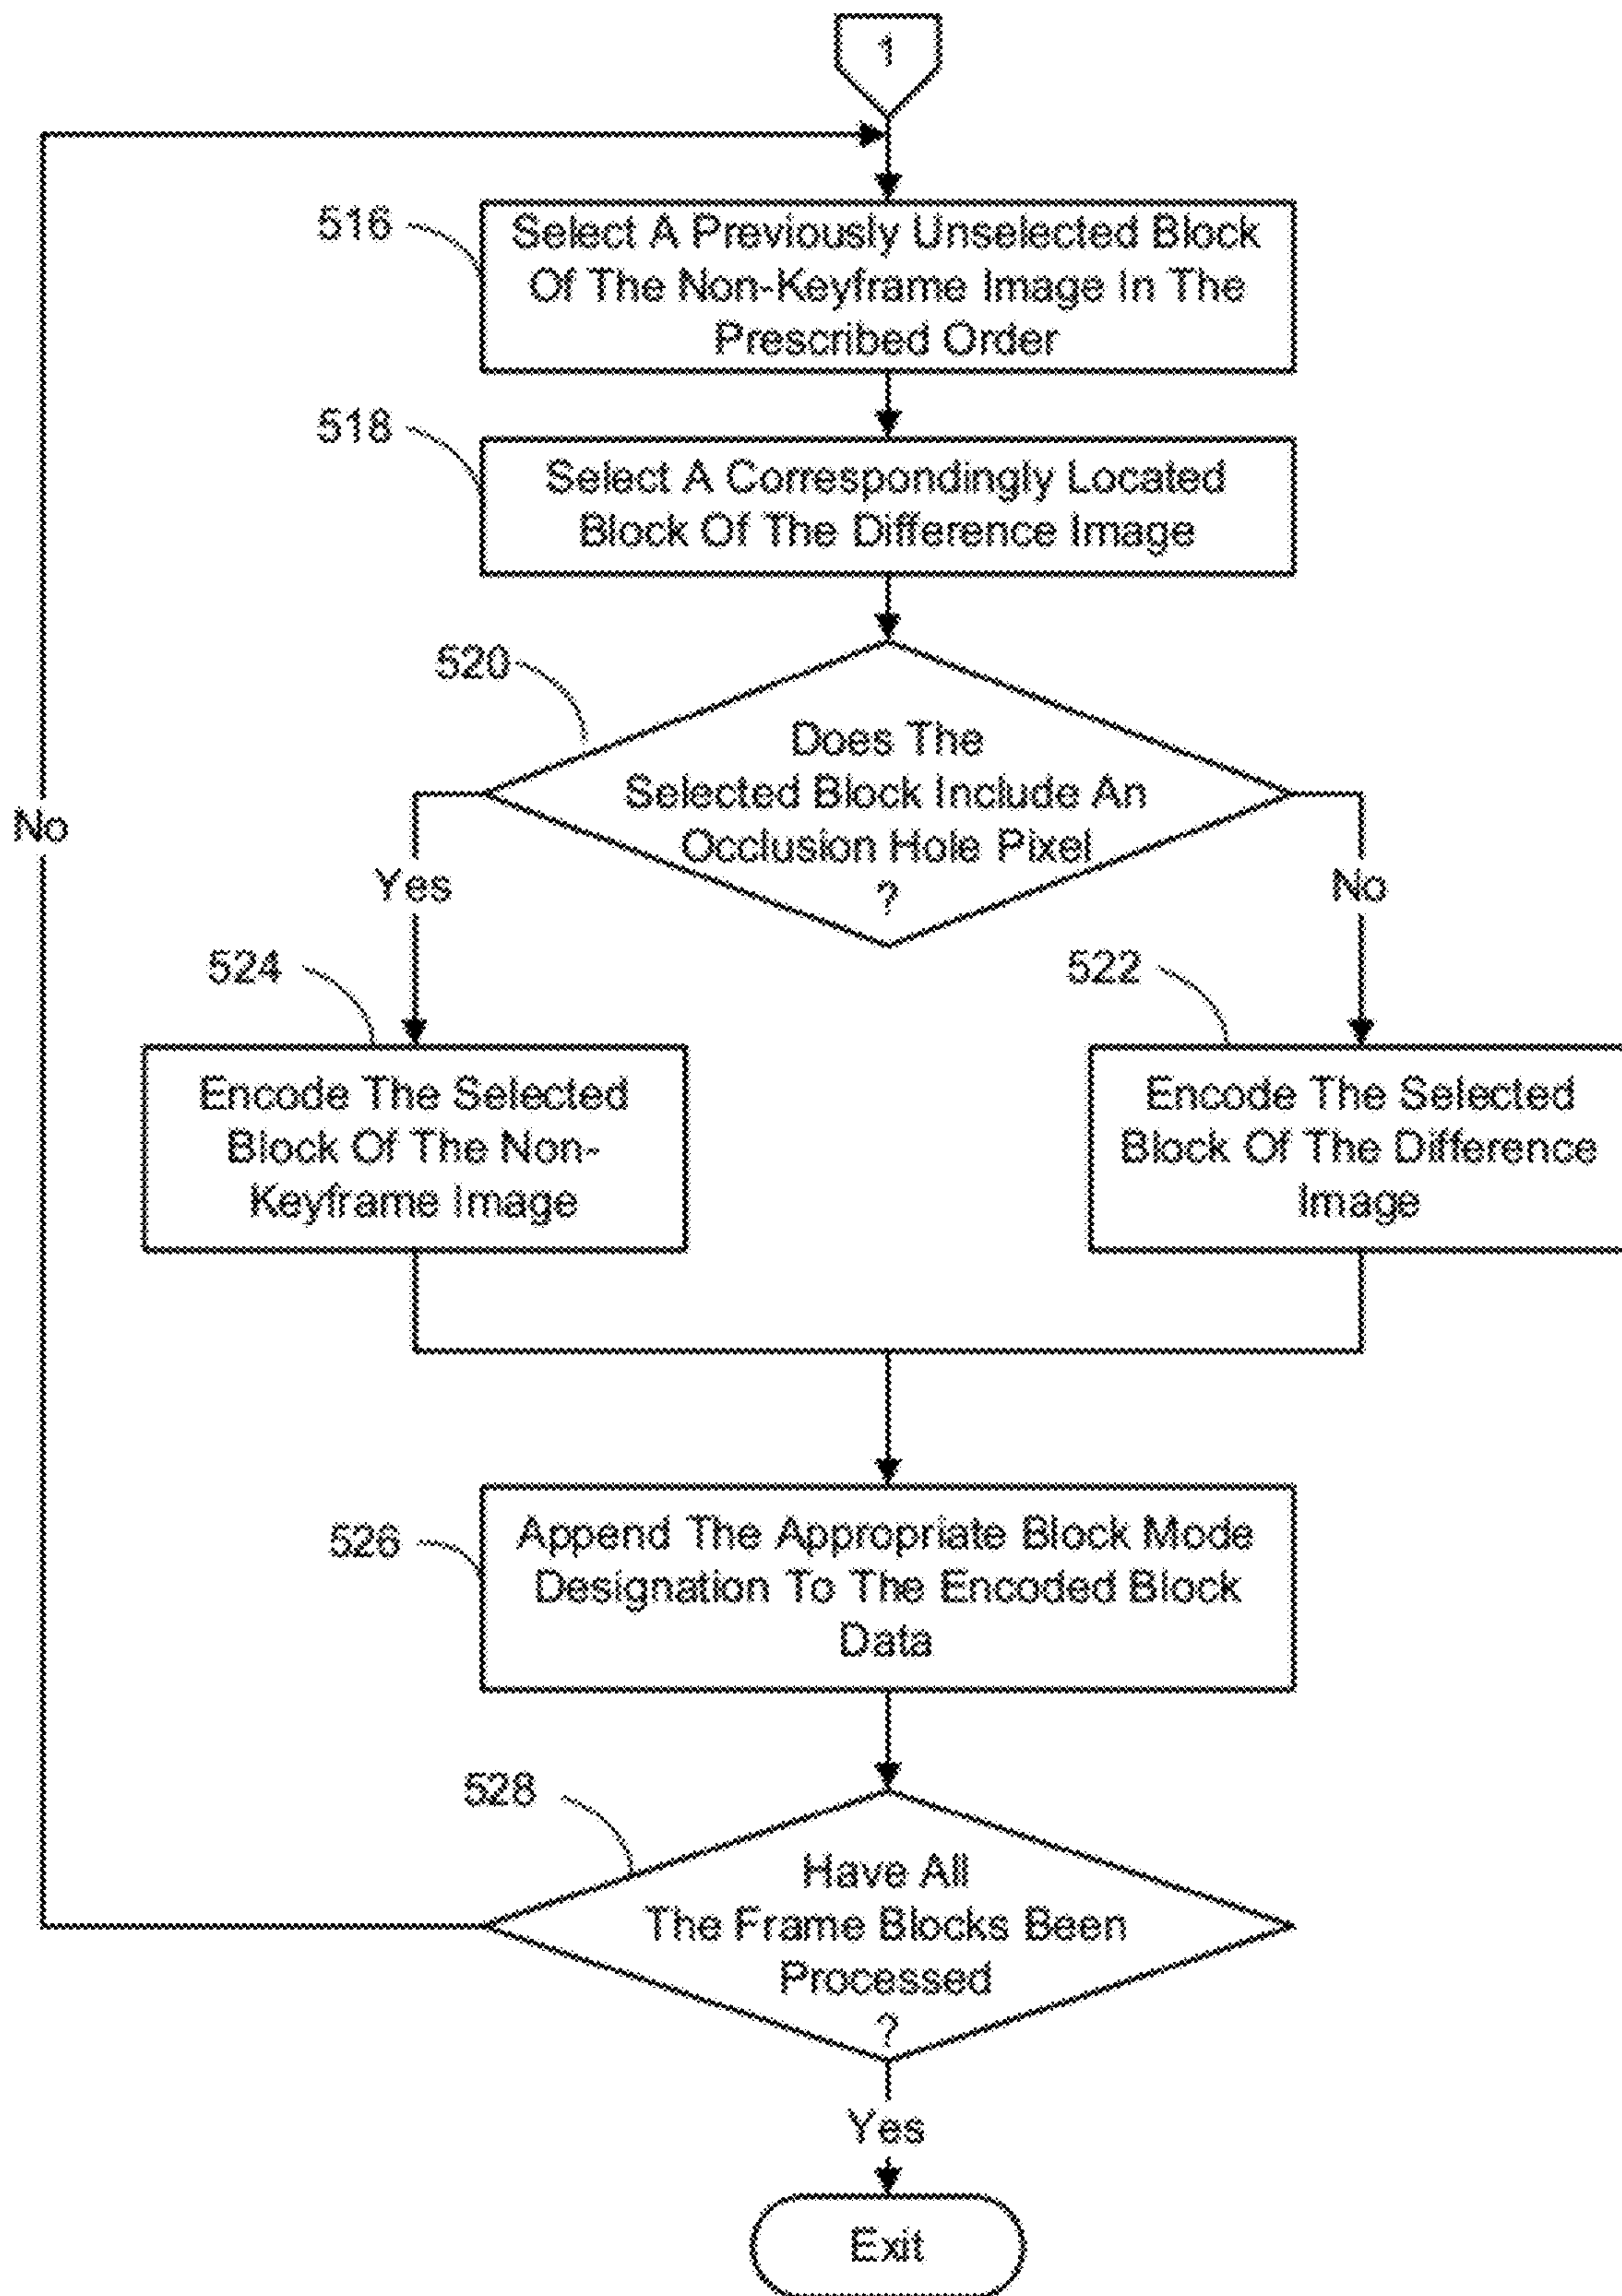 1
516
Select A Previously Unselected Block
Of The Non-Keyframe Image In The
Prescribed Order
518
Select A Correspondingly Located
Block Of The Difference Image
520
Does The
Selected Block Include An
Occlusion Hole Pixel
?
No
Yes
No
524
522
Encode The Selected
Block Of The Non-
Keyframe Image
Encode The Selected
Block Of The Difference
Image
526
Append The Appropriate Block Mode
Designation To The Encoded Block
Data
528
Have All
The Frame Blocks Been
Processed
?
Yes
Exit